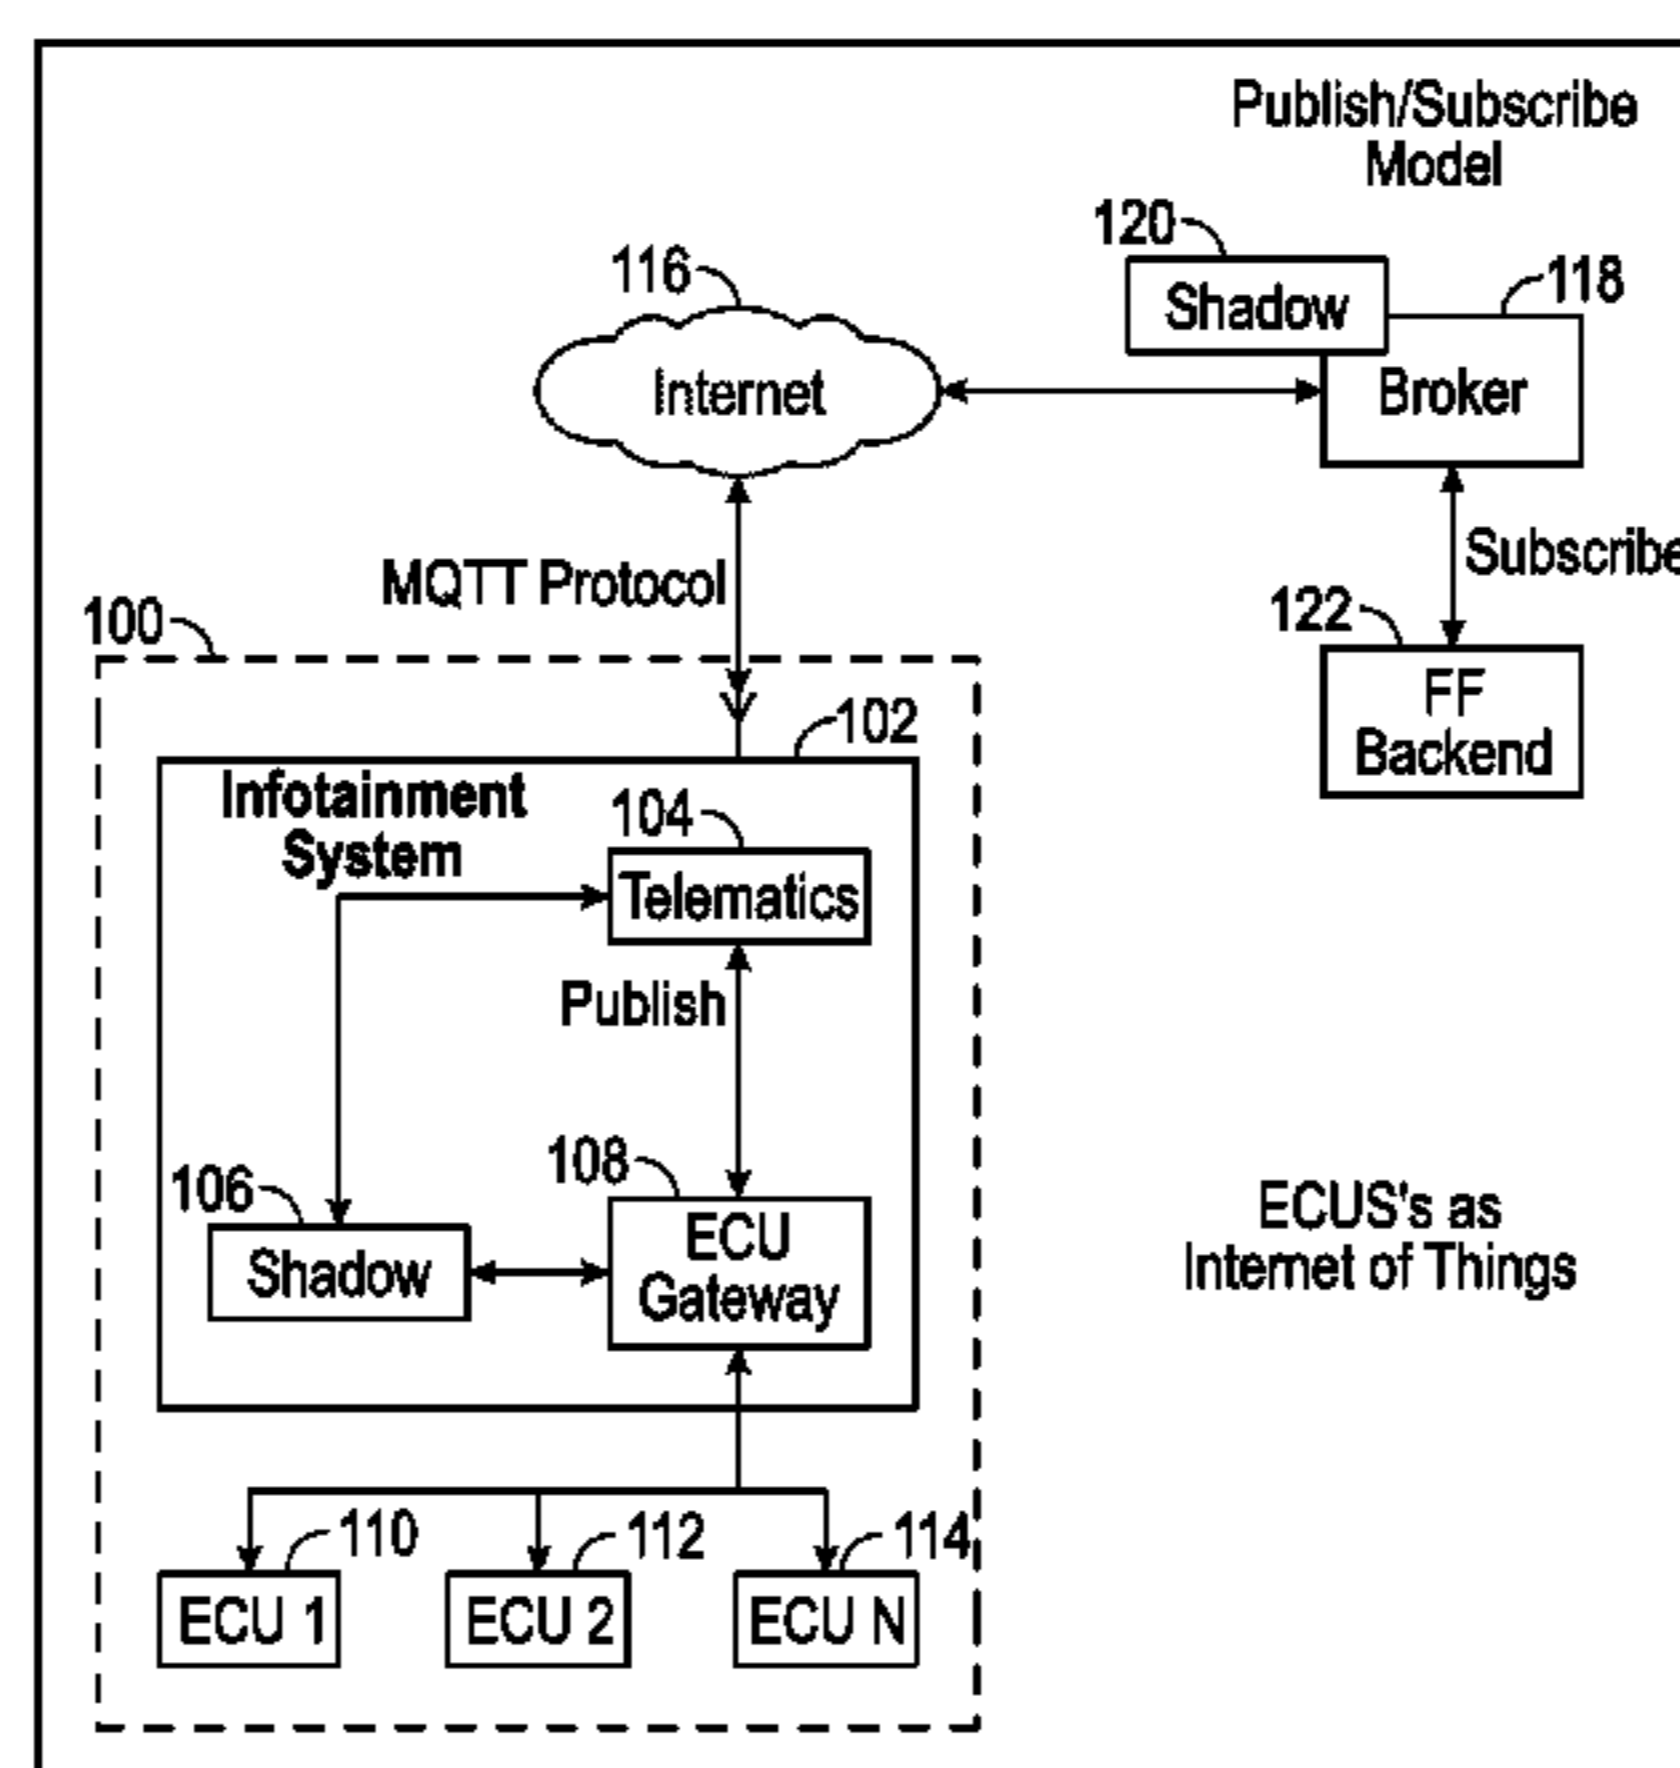 Publish/Subscribe
Model
120
Shadow
118
Broker
116
Internet
MQTT Protocol
Subscribe
122
FF
Backend
100
102
Infotainment
System
104
Telematics
Publish
106
Shadow
108
ECU
Gateway
ECUS's as
Internet of Things
110
ECU 1
112
ECU 2
114
ECU N